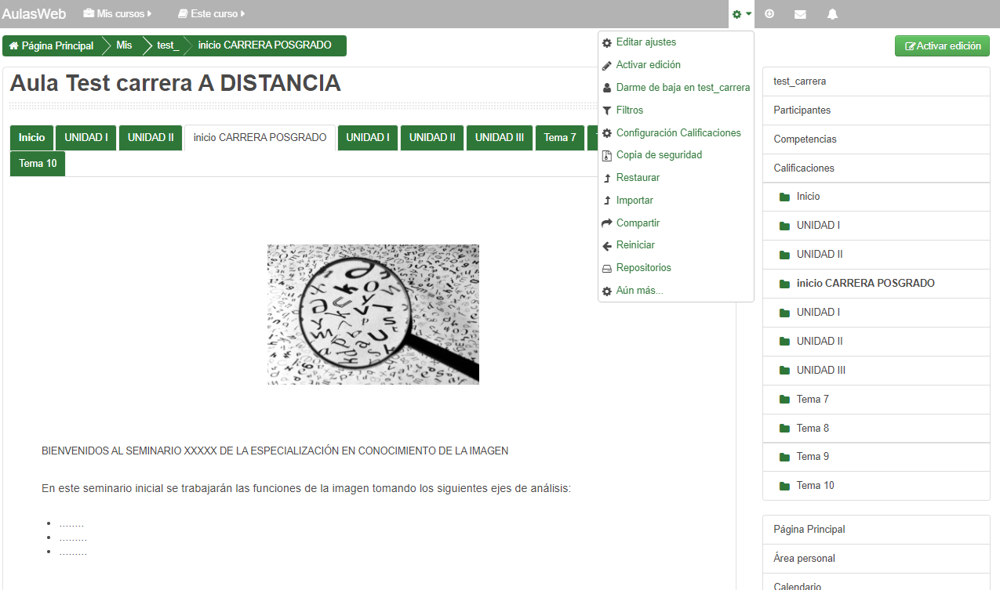 AulasWeb Mis cursos Este curso
Página Principal Mis test_ inicio CARRERA POSGRADO
Activar edición
Aula Test carrera A DISTANCIA
Inicio UNIDAD I UNIDAD II inicio CARRERA POSGRADO UNIDAD I UNIDAD II UNIDAD III Tema 7
Tema 10
Editar ajustes
Activar edición
Darme de baja en test_carrera
Filtros
Configuración Calificaciones
Copia de seguridad
Restaurar
Importar
Compartir
Reiniciar
Repositorios
Aún más...
BIENVENIDOS AL SEMINARIO XXXXX DE LA ESPECIALIZACIÓN EN CONOCIMIENTO DE LA IMAGEN
En este seminario inicial se trabajarán las funciones de la imagen tomando los siguientes ejes de análisis:
• ........
• .........
• .........
test_carrera
Participantes
Competencias
Calificaciones
Inicio
UNIDAD I
UNIDAD II
inicio CARRERA POSGRADO
UNIDAD I
UNIDAD II
UNIDAD III
Tema 7
Tema 8
Tema 9
Tema 10
Página Principal
Área personal
Calendario